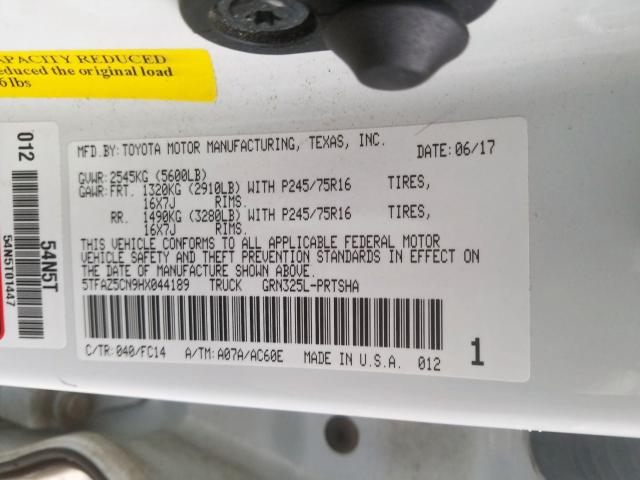 APACITY REDUCED
educed the original load
6 lbs
012
54N5T
54N5T01447
MFD.BY: TOYOTA MOTOR MANUFACTURING, TEXAS, INC. DATE: 06/17
GVWR: 2545KG (5600LB)
GAWR: FRT. 1320KG (2910LB) WITH P245/75R16 TIRES,
16X7J RIMS.
RR. 1490KG (3280LB) WITH P245/75R16 TIRES,
16X7J RIMS.
THIS VEHICLE CONFORMS TO ALL APPLICABLE FEDERAL MOTOR
VEHICLE SAFETY AND THEFT PREVENTION STANDARDS IN EFFECT ON
THE DATE OF MANUFACTURE SHOWN ABOVE.
5TFAZ5CN9HX044189 TRUCK GRN325L-PRTSHA
C/TR: 040/FC14 A/TM: A07A/AC60E MADE IN U.S.A. 012 1